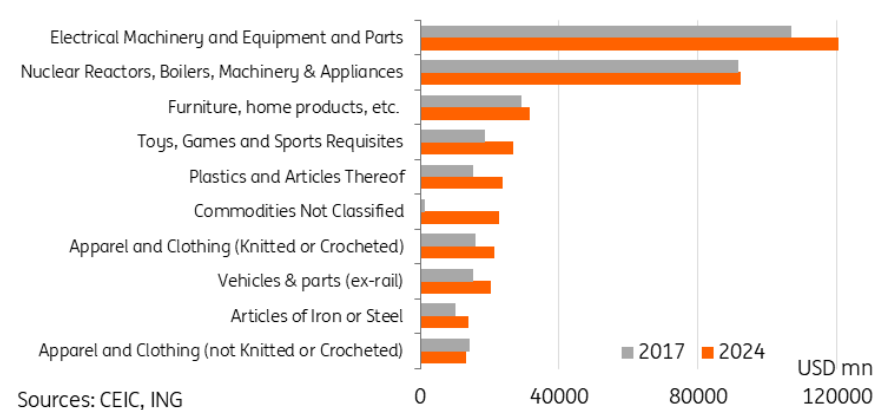 Electrical Machinery and Equipment and Parts
Nuclear Reactors, Boilers, Machinery & Appliances
Furniture, home products, etc.
Toys, Games and Sports Requisites
Plastics and Articles Thereof
Commodities Not Classified
Apparel and Clothing (Knitted or Crocheted)
Vehicles & parts (ex-rail)
Articles of Iron or Steel
Apparel and Clothing (not Knitted or Crocheted)
2017 2024
USD mn
0 40000 80000 120000
Sources: CEIC, ING